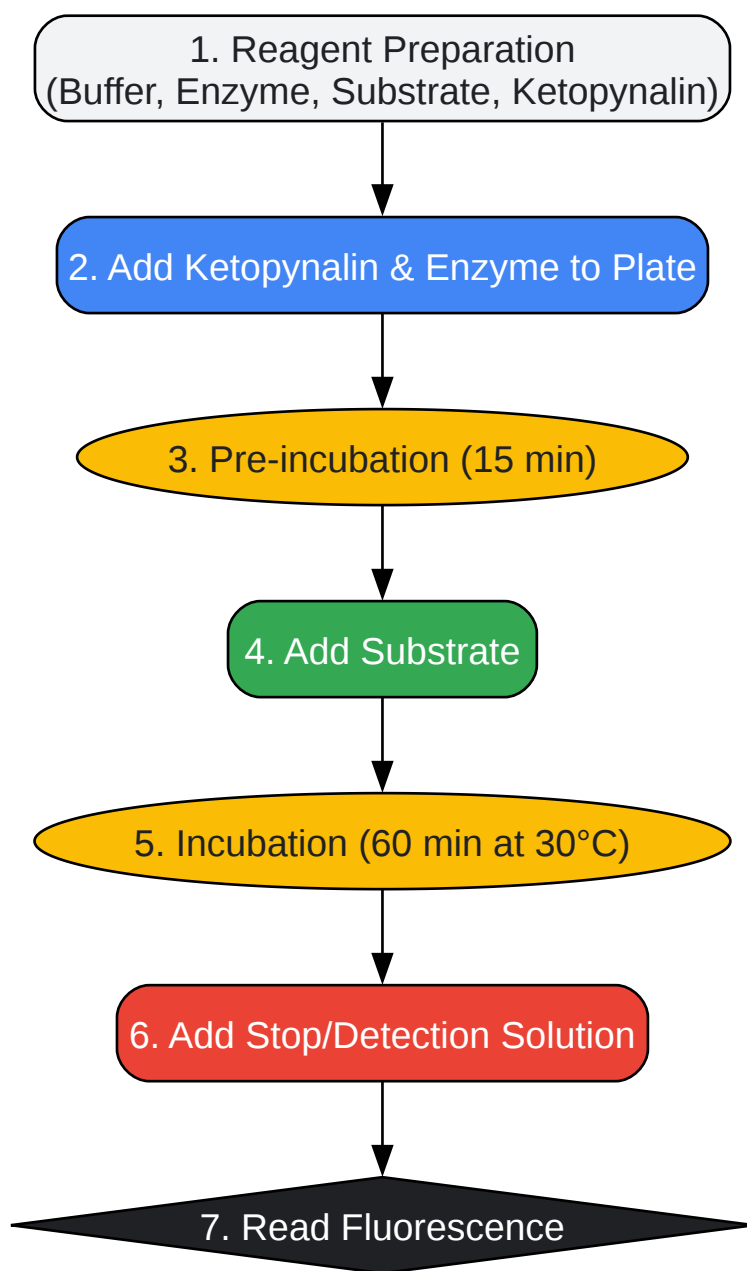 1. Reagent Preparation
(Buffer, Enzyme, Substrate, Ketopynalin)
2. Add Ketopynalin & Enzyme to Plate
3. Pre-incubation (15 min)
4. Add Substrate
5. Incubation (60 min at 30°C)
6. Add Stop/Detection Solution
7. Read Fluorescence